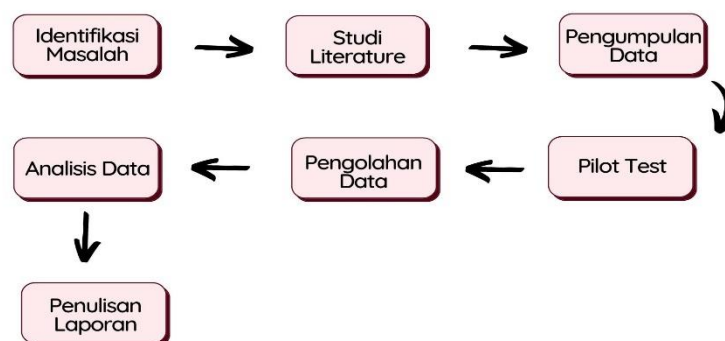 Identifikasi
Masalah
Studi
Literature
Pengumpulan
Data
Pilot Test
Pengolahan
Data
Analisis Data
Penulisan
Laporan